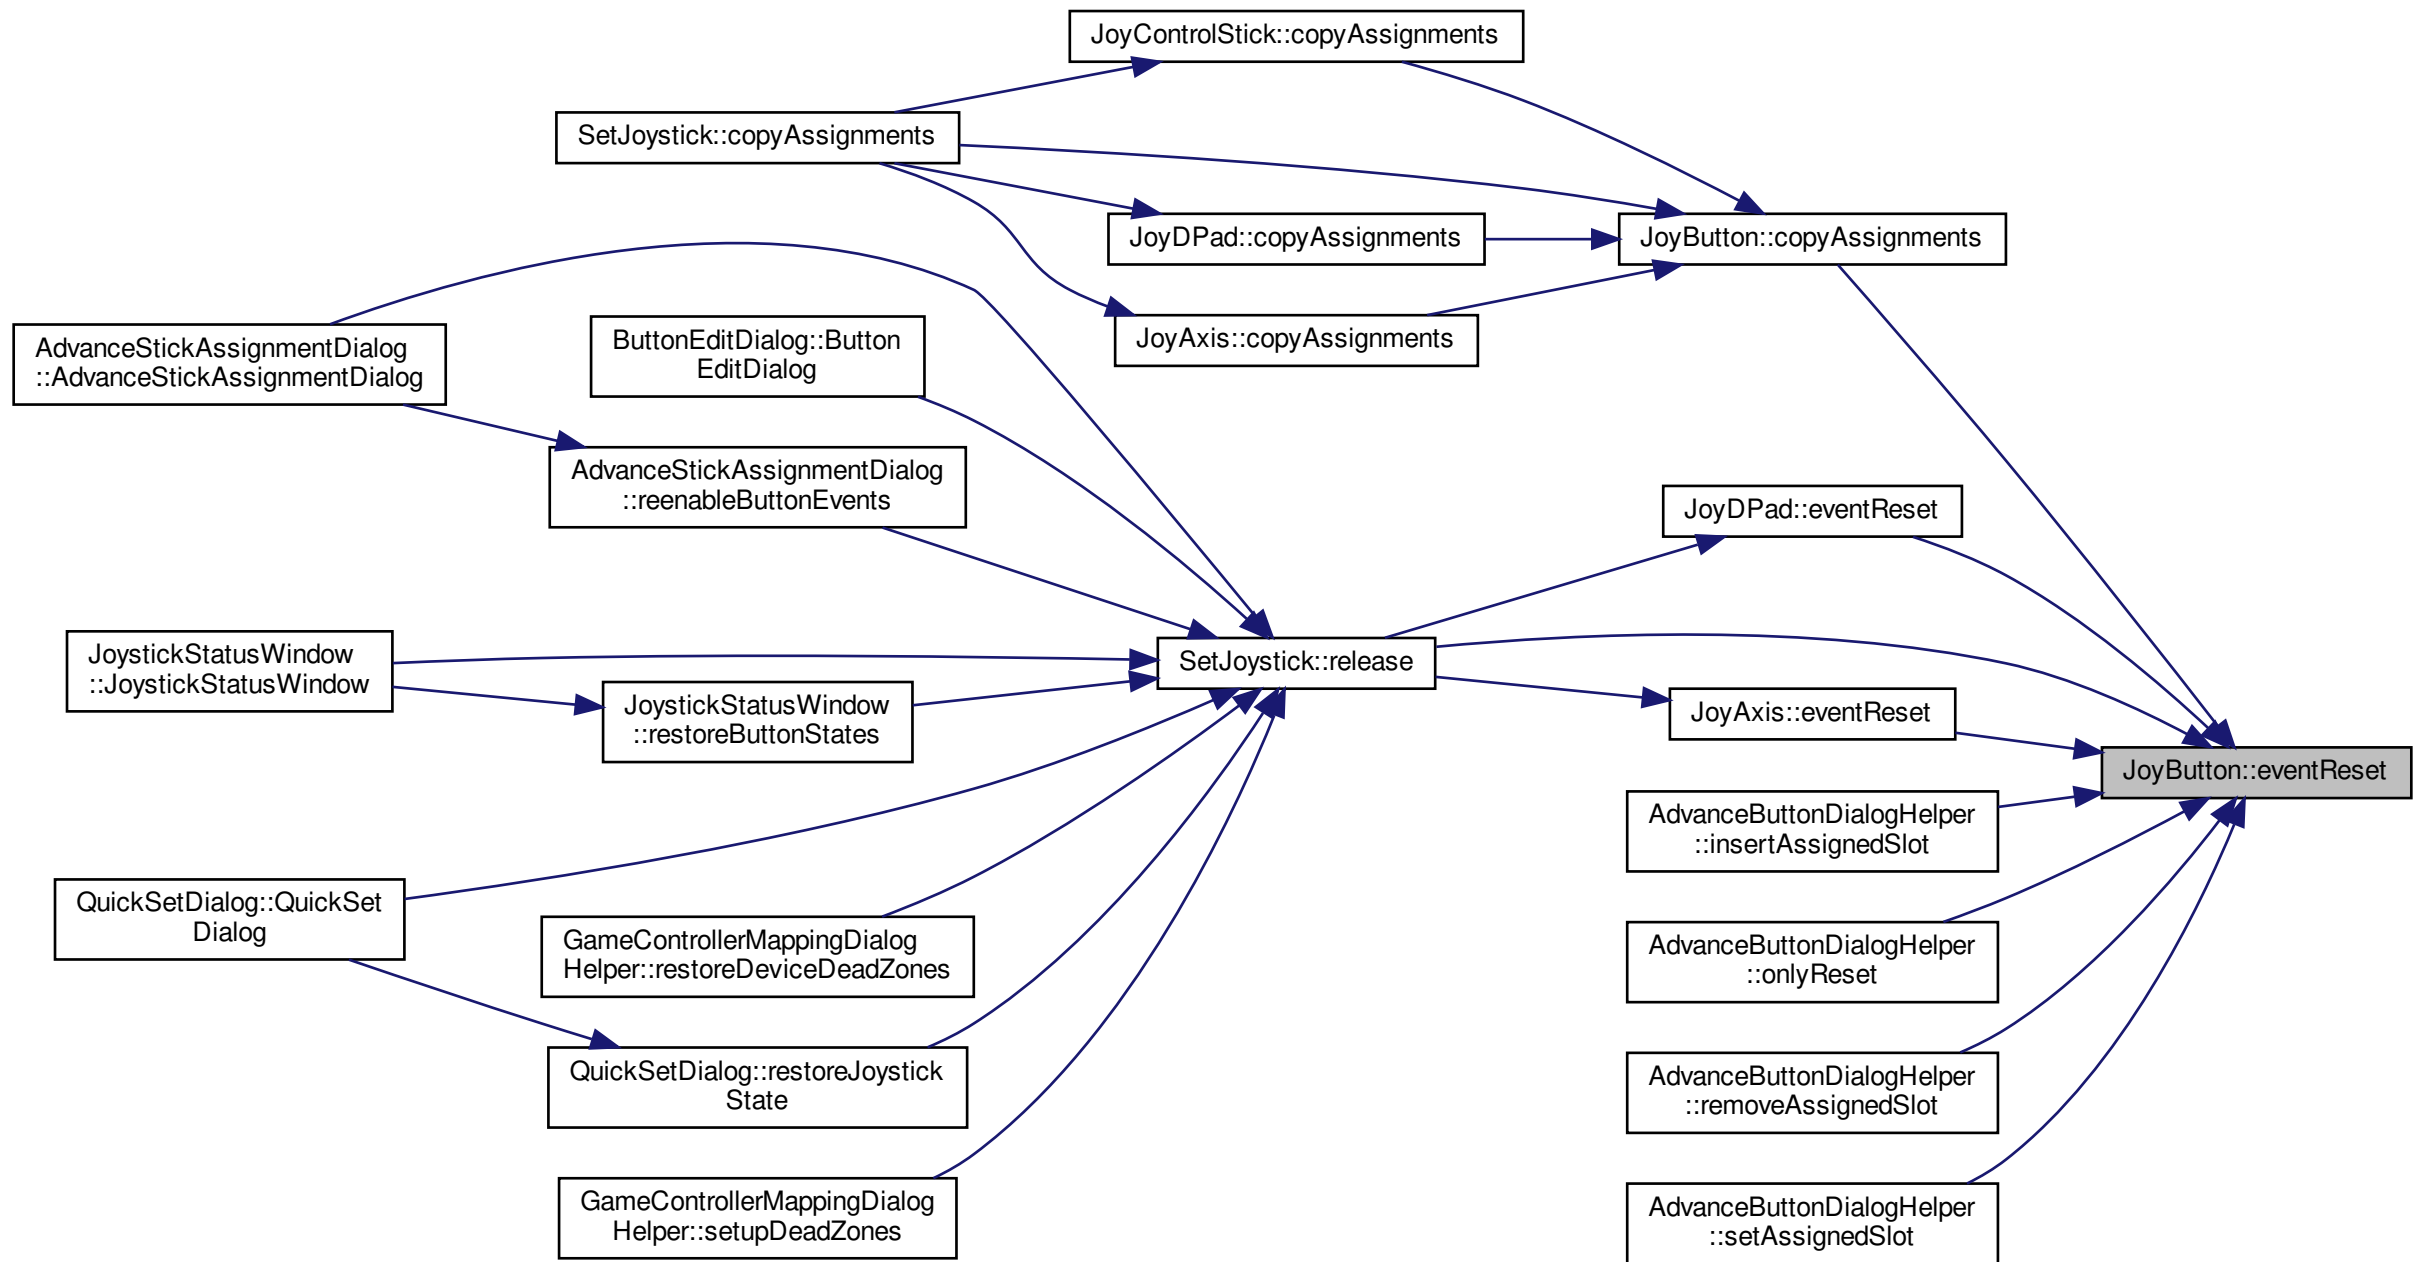 JoyControlStick::copyAssignments
SetJoystick::copyAssignments
JoyDPad::copyAssignments
JoyButton::copyAssignments
JoyAxis::copyAssignments
AdvanceStickAssignmentDialog
::AdvanceStickAssignmentDialog
ButtonEditDialog::Button
EditDialog
AdvanceStickAssignmentDialog
::reenableButtonEvents
JoyDPad::eventReset
JoystickStatusWindow
::JoystickStatusWindow
SetJoystick::release
JoystickStatusWindow
::restoreButtonStates
JoyAxis::eventReset
JoyButton::eventReset
AdvanceButtonDialogHelper
::insertAssignedSlot
QuickSetDialog::QuickSet
Dialog
GameControllerMappingDialog
Helper::restoreDeviceDeadZones
AdvanceButtonDialogHelper
::onlyReset
QuickSetDialog::restoreJoystick
State
AdvanceButtonDialogHelper
::removeAssignedSlot
GameControllerMappingDialog
Helper::setupDeadZones
AdvanceButtonDialogHelper
::setAssignedSlot